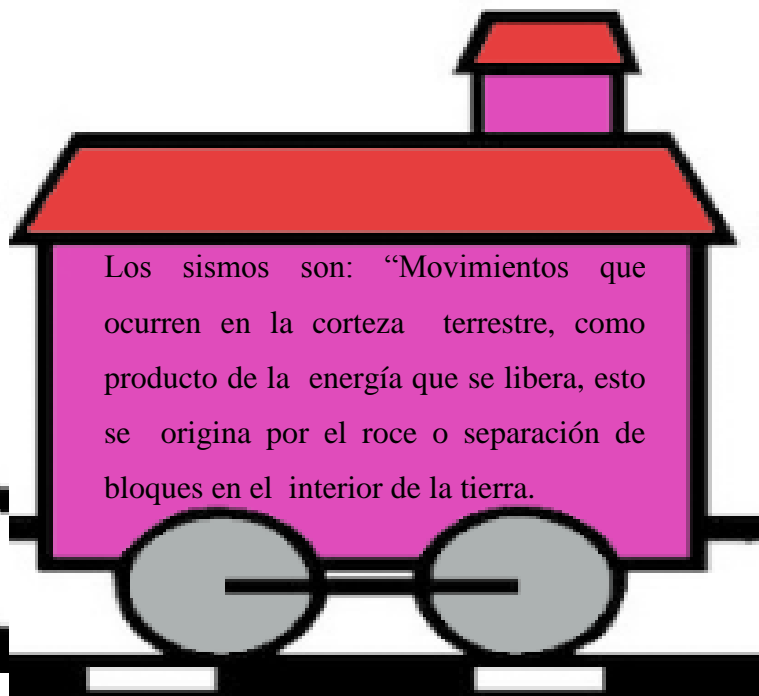 Los sismos son: “Movimientos que
ocurren en la corteza terrestre, como
producto de la energía que se libera, esto
se origina por el roce o separación de
bloques en el interior de la tierra.